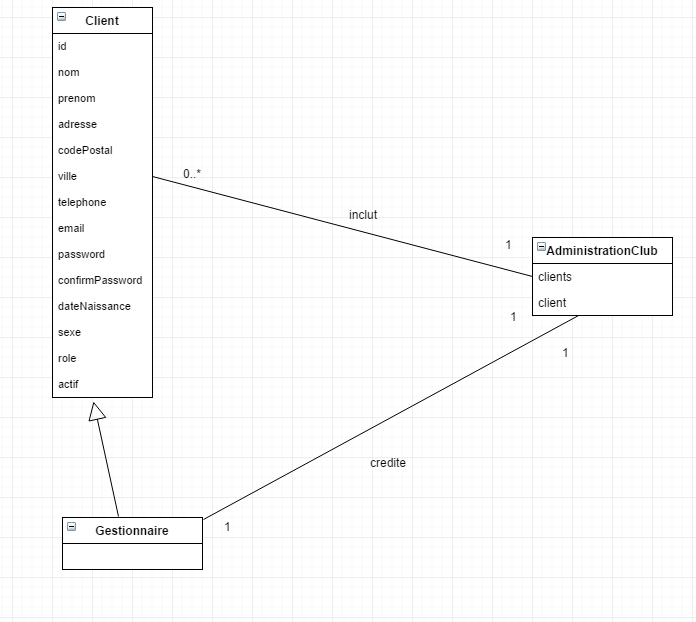 Client
id
nom
prenom
adresse
codePostal
ville
telephone
email
password
confirmPassword
dateNaissance
sexe
role
actif
0..*
inclut
1
AdministrationClub
clients
client
1
1
credite
1
Gestionnaire